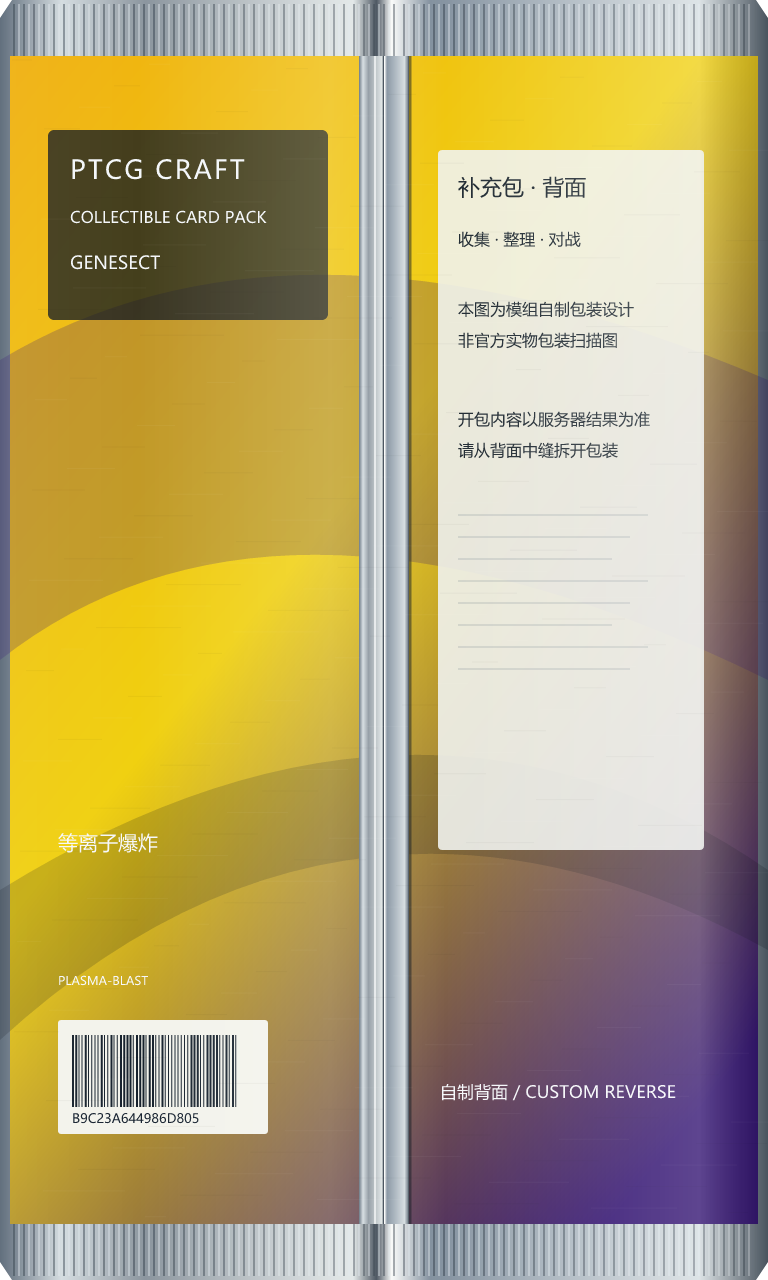 PTCG CRAFT
COLLECTIBLE CARD PACK
GENESECT
等离子爆炸
PLASMA-BLAST
B9C23A644986D805
补充包 · 背面
收集 · 整理 · 对战
本图为模组自制包装设计
非官方实物包装扫描图
开包内容以服务器结果为准
请从背面中缝拆开包装
自制背面 / CUSTOM REVERSE